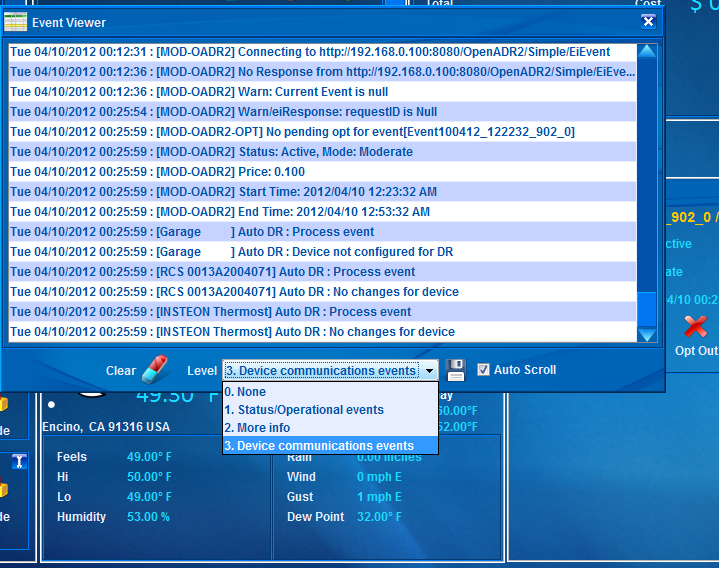 Total
Cost
$ 0
Event Viewer
Tue 04/10/2012 00:12:31 : [MOD-OADR2] Connecting to http://192.168.0.100:8080/OpenADR2/Simple/EiEvent
Tue 04/10/2012 00:12:36 : [MOD-OADR2] No Response from http://192.168.0.100:8080/OpenADR2/Simple/EiEve...
Tue 04/10/2012 00:12:36 : [MOD-OADR2] Warn: Current Event is null
Tue 04/10/2012 00:25:54 : [MOD-OADR2] Warn/eiResponse: requestID is Null
Tue 04/10/2012 00:25:59 : [MOD-OADR2-OPT] No pending opt for event[Event100412_122232_902_0]
Tue 04/10/2012 00:25:59 : [MOD-OADR2] Status: Active, Mode: Moderate
Tue 04/10/2012 00:25:59 : [MOD-OADR2] Price: 0.100
Tue 04/10/2012 00:25:59 : [MOD-OADR2] Start Time: 2012/04/10 12:23:32 AM
Tue 04/10/2012 00:25:59 : [MOD-OADR2] End Time: 2012/04/10 12:53:32 AM
Tue 04/10/2012 00:25:59 : [Garage ] Auto DR : Process event
Tue 04/10/2012 00:25:59 : [Garage ] Auto DR : Device not configured for DR
Tue 04/10/2012 00:25:59 : [RCS 0013A2004071] Auto DR : Process event
Tue 04/10/2012 00:25:59 : [RCS 0013A2004071] Auto DR : No changes for device
Tue 04/10/2012 00:25:59 : [INSTEON Thermost] Auto DR : Process event
Tue 04/10/2012 00:25:59 : [INSTEON Thermost] Auto DR : No changes for device
_902_0 /
ctive
ate
4/10 00:2
Opt Out
Clear
Level
3. Device communications events
Auto Scroll
0. None
1. Status/Operational events
2. More info
3. Device communications events
49.50° F
ay
60.00°F
52.00°F
Encino, CA 91316 USA
de
de
Feels 49.00° F
Hi 50.00° F
Lo 49.00° F
Humidity 53.00 %
Rain 0.00 inches
Wind 0 mph E
Gust 1 mph E
Dew Point 32.00° F